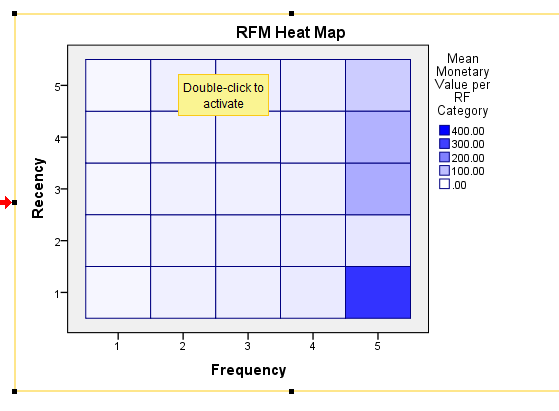 RFM Heat Map
Double-click to
activate
Mean
Monetary
Value per
RF
Category
400.00
300.00
200.00
100.00
.00
Recency
5
4
3
2
1
1 2 3 4 5
Frequency